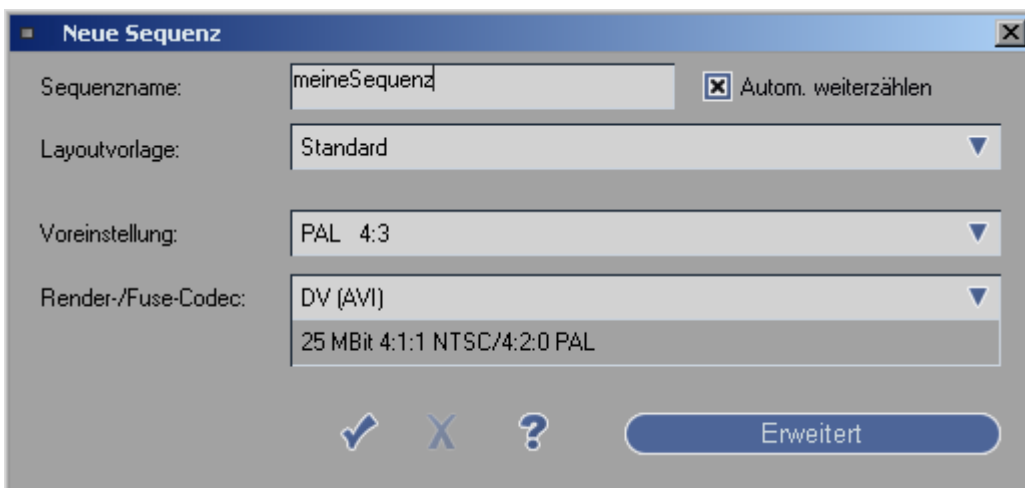 Neue Sequenz
Sequenzname: meineSequenz Autom. weiterzählen
Layoutvorlage: Standard
Voreinstellung: PAL 4:3
Render-/Fuse-Codec: DV (AVI)
25 MBit 4:1:1 NTSC/4:2:0 PAL
Erweitert